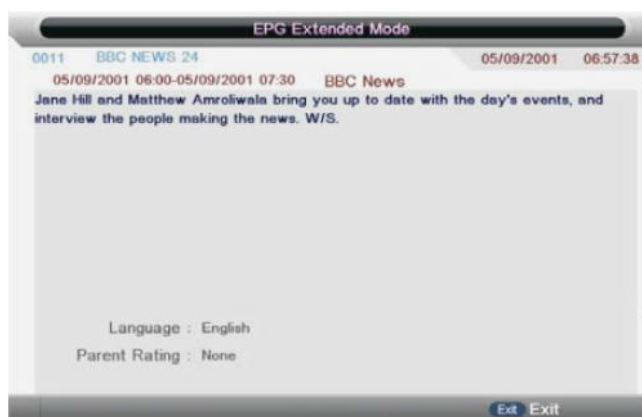 EPG Extended Mode
0011 BBC NEWS 24 05/09/2001 06:57:38
05/09/2001 06:00-05/09/2001 07:30 BBC News
Jane Hill and Matthew Amroliwala bring you up to date with the day's events, and
interview the people making the news. W/S.
Language : English
Parent Rating : None
Exit Exit